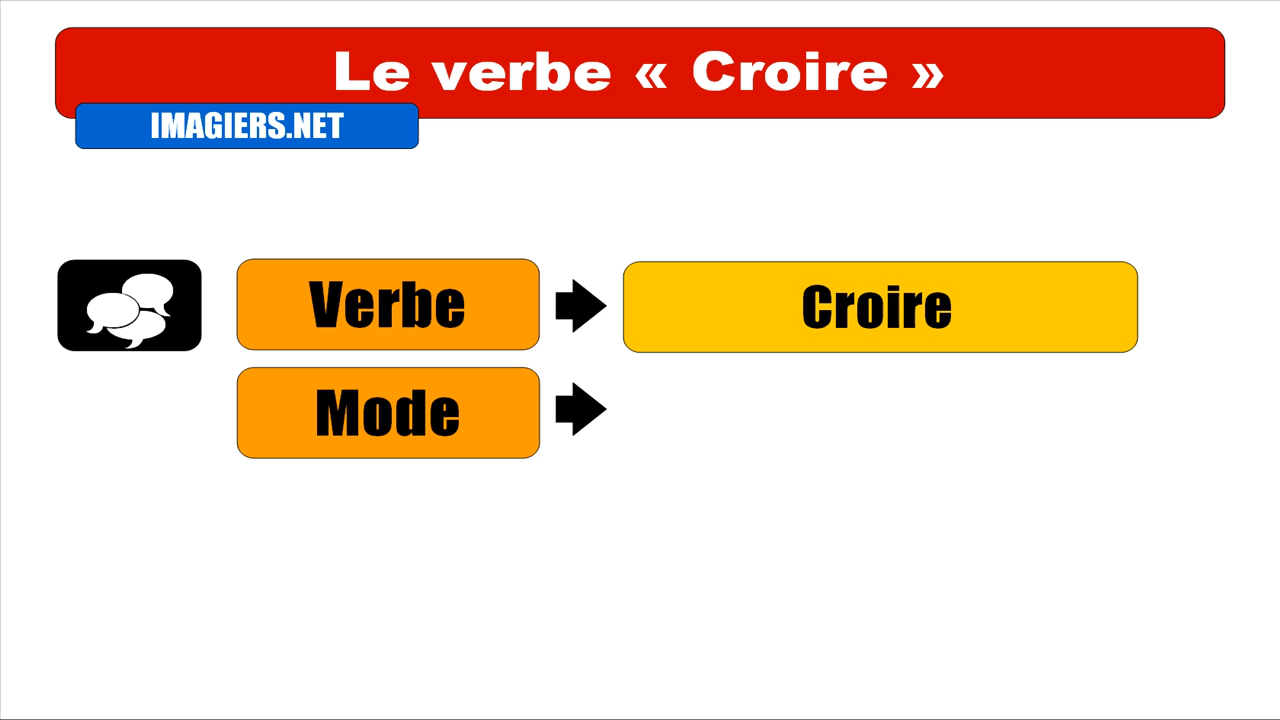 Le verbe « Croire »
IMAGIERS.NET
Verbe
Croire
Mode